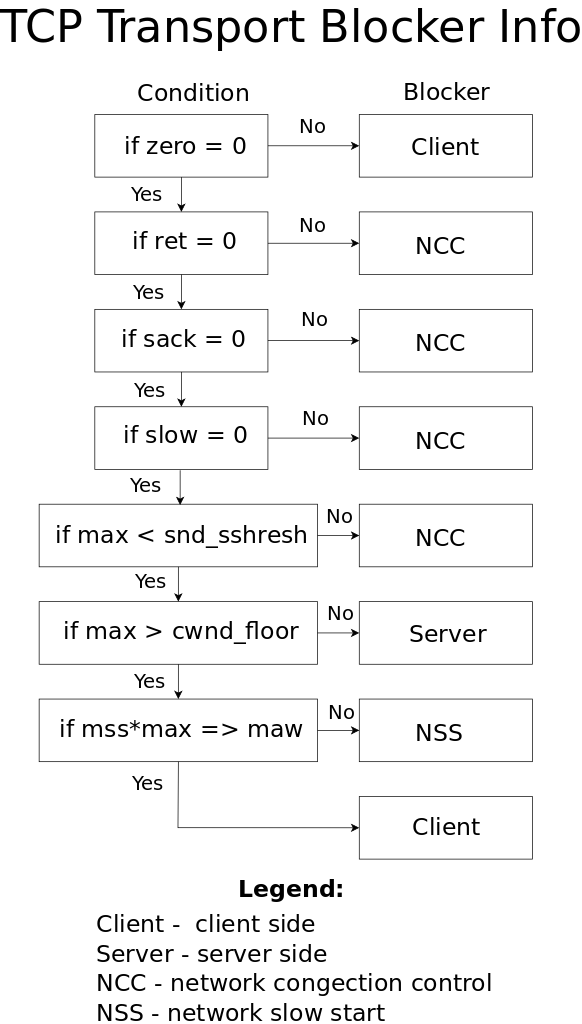 TCP Transport Blocker Info
Condition
Blocker
if zero = 0
No
Client
Yes
if ret = 0
No
NCC
Yes
if sack = 0
No
NCC
Yes
if slow = 0
No
NCC
Yes
if max < snd_sshresh
No
NCC
Yes
if max > cwnd_floor
No
Server
Yes
if mss*max => maw
No
NSS
Yes
Client
Legend:
Client -  client side
Server - server side
NCC - network congection control
NSS - network slow start